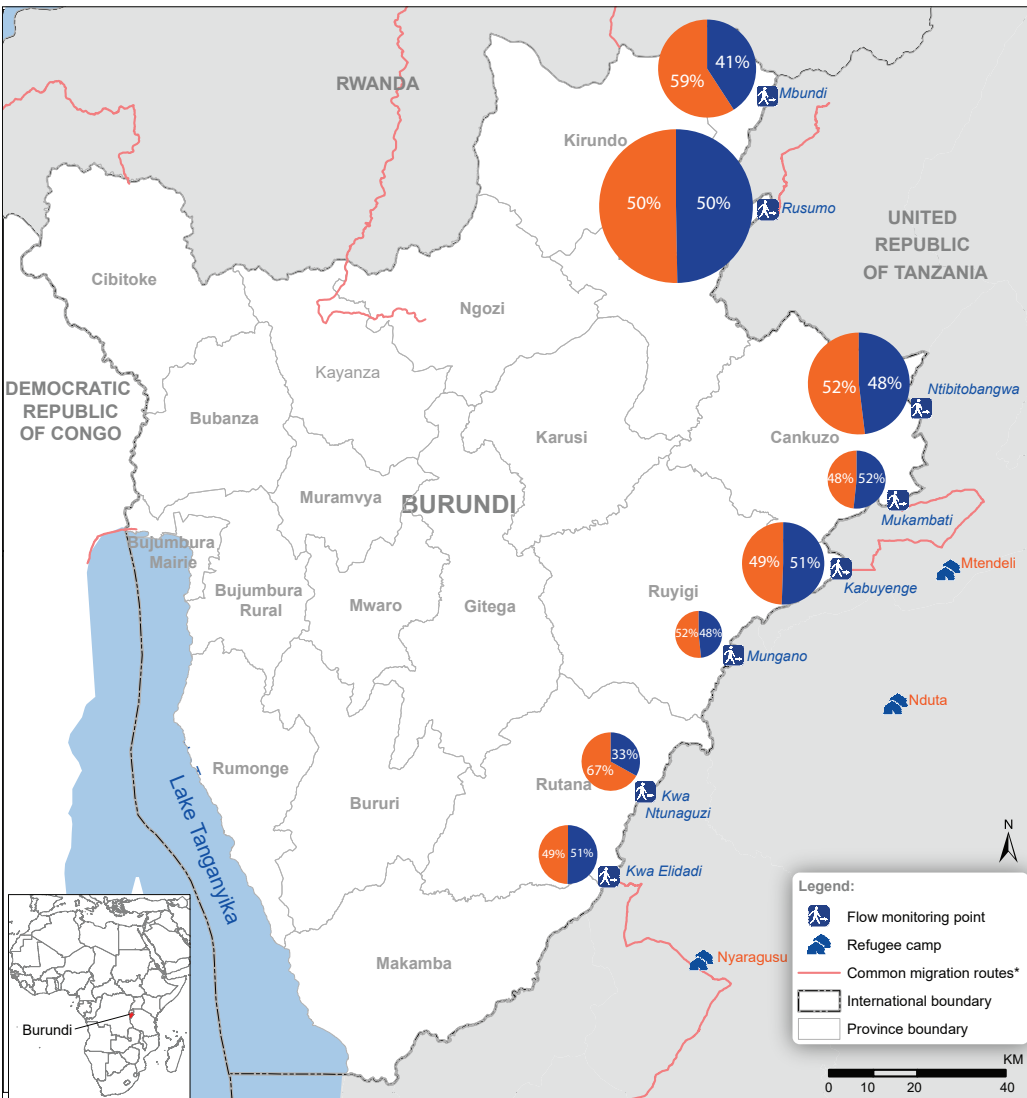 RWANDA
41%
59%
Mbundi
Kirundo
50%
50%
Rusumo
UNITED
REPUBLIC
OF TANZANIA
Cibitoke
Ngozi
Kayanza
DEMOCRATIC
REPUBLIC
OF CONGO
Bubanza
Karusi
52%
48%
Ntibitobangwa
Cankuzo
Muramvya
BURUNDI
48%
52%
Mukambati
Bujumbura
Mairie
Bujumbura
Rural
Mwaro
Gitega
Ruyigi
49%
51%
Kabuyenge
Mtendeli
52%
48%
Mungano
Nduta
Rumonge
Bururi
Rutana
33%
67%
Kwa
Ntunaguzi
Lake Tanganyika
49%
51%
Kwa Elidadi
Makamba
Nyaragusu
Burundi
N
Legend:
Flow monitoring point
Refugee camp
Common migration routes*
International boundary
Province boundary
KM
0 10 20 40